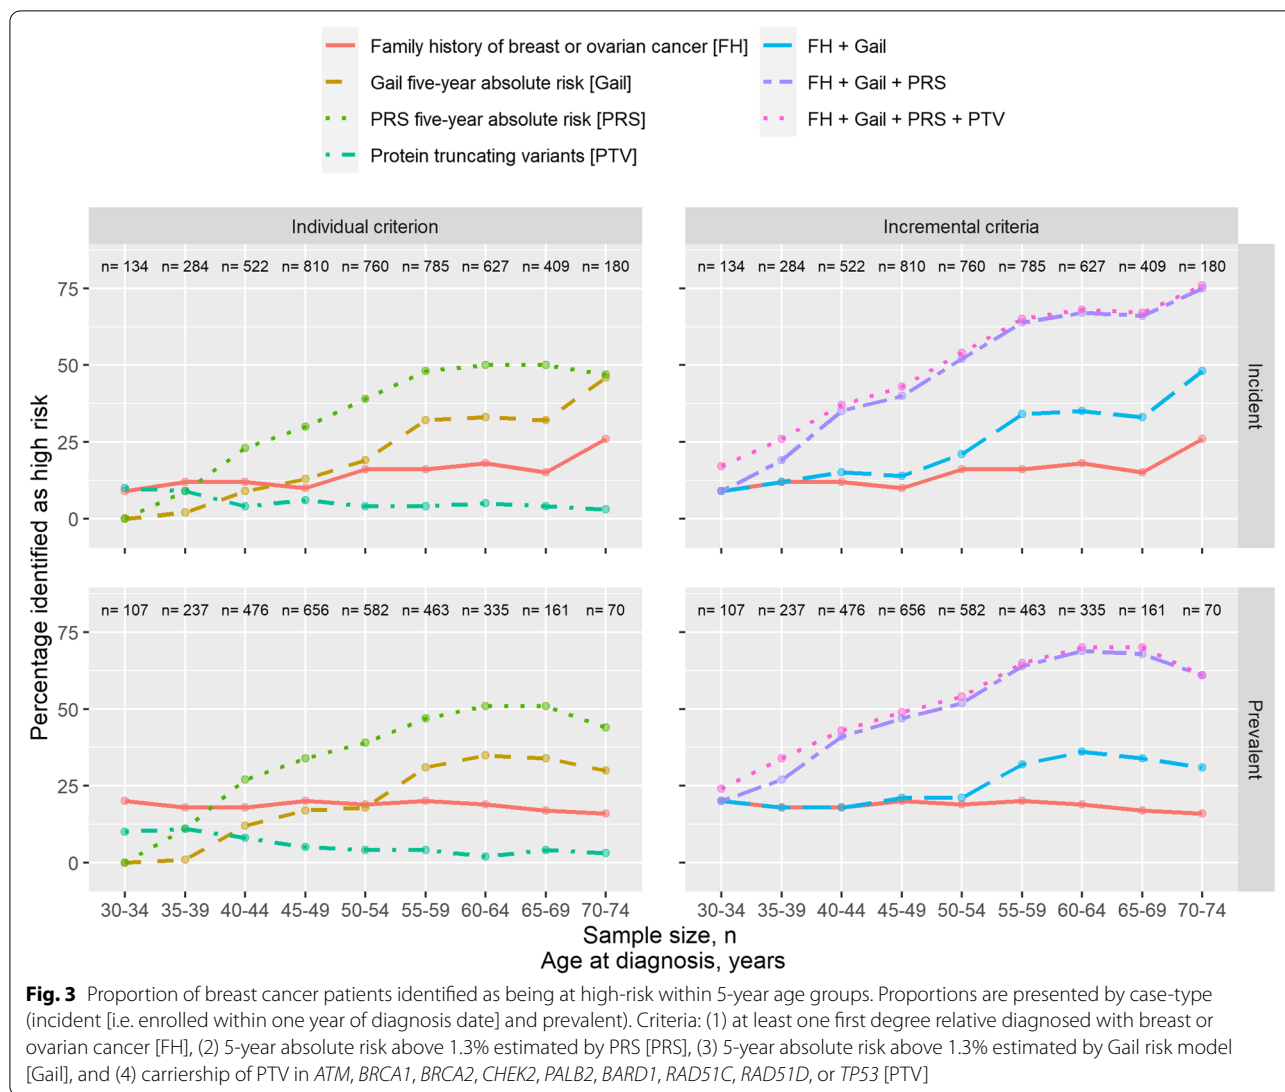 Family history of breast or ovarian cancer [FH]
Gail five-year absolute risk [Gail]
PRS five-year absolute risk [PRS]
Protein truncating variants [PTV]
FH + Gail
FH + Gail + PRS
FH + Gail + PRS + PTV
Individual criterion
Incremental criteria
n= 134 n= 284 n= 522 n= 810 n= 760 n= 785 n= 627 n= 409 n= 180
n= 134 n= 284 n= 522 n= 810 n= 760 n= 785 n= 627 n= 409 n= 180
75
50
25
0
Incident
n= 107 n= 237 n= 476 n= 656 n= 582 n= 463 n= 335 n= 161 n= 70
n= 107 n= 237 n= 476 n= 656 n= 582 n= 463 n= 335 n= 161 n= 70
75
50
25
0
Prevalent
Percentage identified as high risk
30-34 35-39 40-44 45-49 50-54 55-59 60-64 65-69 70-74
30-34 35-39 40-44 45-49 50-54 55-59 60-64 65-69 70-74
Sample size, n
Age at diagnosis, years
Fig. 3 Proportion of breast cancer patients identified as being at high-risk within 5-year age groups. Proportions are presented by case-type
(incident [i.e. enrolled within one year of diagnosis date] and prevalent). Criteria: (1) at least one first degree relative diagnosed with breast or
ovarian cancer [FH], (2) 5-year absolute risk above 1.3% estimated by PRS [PRS], (3) 5-year absolute risk above 1.3% estimated by Gail risk model
[Gail], and (4) carriership of PTV in ATM, BRCA1, BRCA2, CHEK2, PALB2, BARD1, RAD51C, RAD51D, or TP53 [PTV]